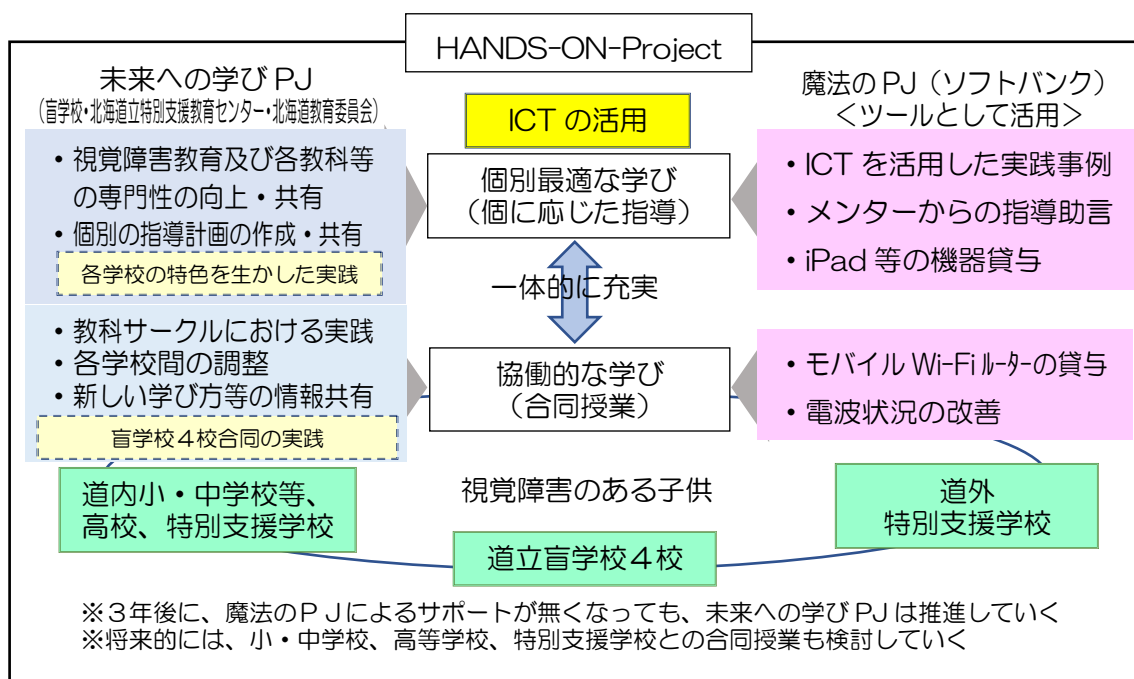 HANDS-ON-Project
未来への学びPJ
(盲学校・北海道立特別支援教育センター・北海道教育委員会)
・視覚障害教育及び各教科等
の専門性の向上・共有
・個別の指導計画の作成・共有
各学校の特色を生かした実践
・教科サークルにおける実践
・各学校間の調整
・新しい学び方等の情報共有
盲学校4校合同の実践
ICTの活用
個別最適な学び
(個に応じた指導)
一体的に充実
協働的な学び
(合同授業)
魔法のPJ(ソフトバンク)
<ツールとして活用>
・ICTを活用した実践事例
・メンターからの指導助言
・iPad等の機器貸与
・モバイルWi-Fiルーターの貸与
・電波状況の改善
道内小・中学校等、
高校、特別支援学校
視覚障害のある子供
道立盲学校4校
道外
特別支援学校
※3年後に、魔法のPJによるサポートが無くなっても、未来への学びPJは推進していく
※将来的には、小・中学校、高等学校、特別支援学校との合同授業も検討していく